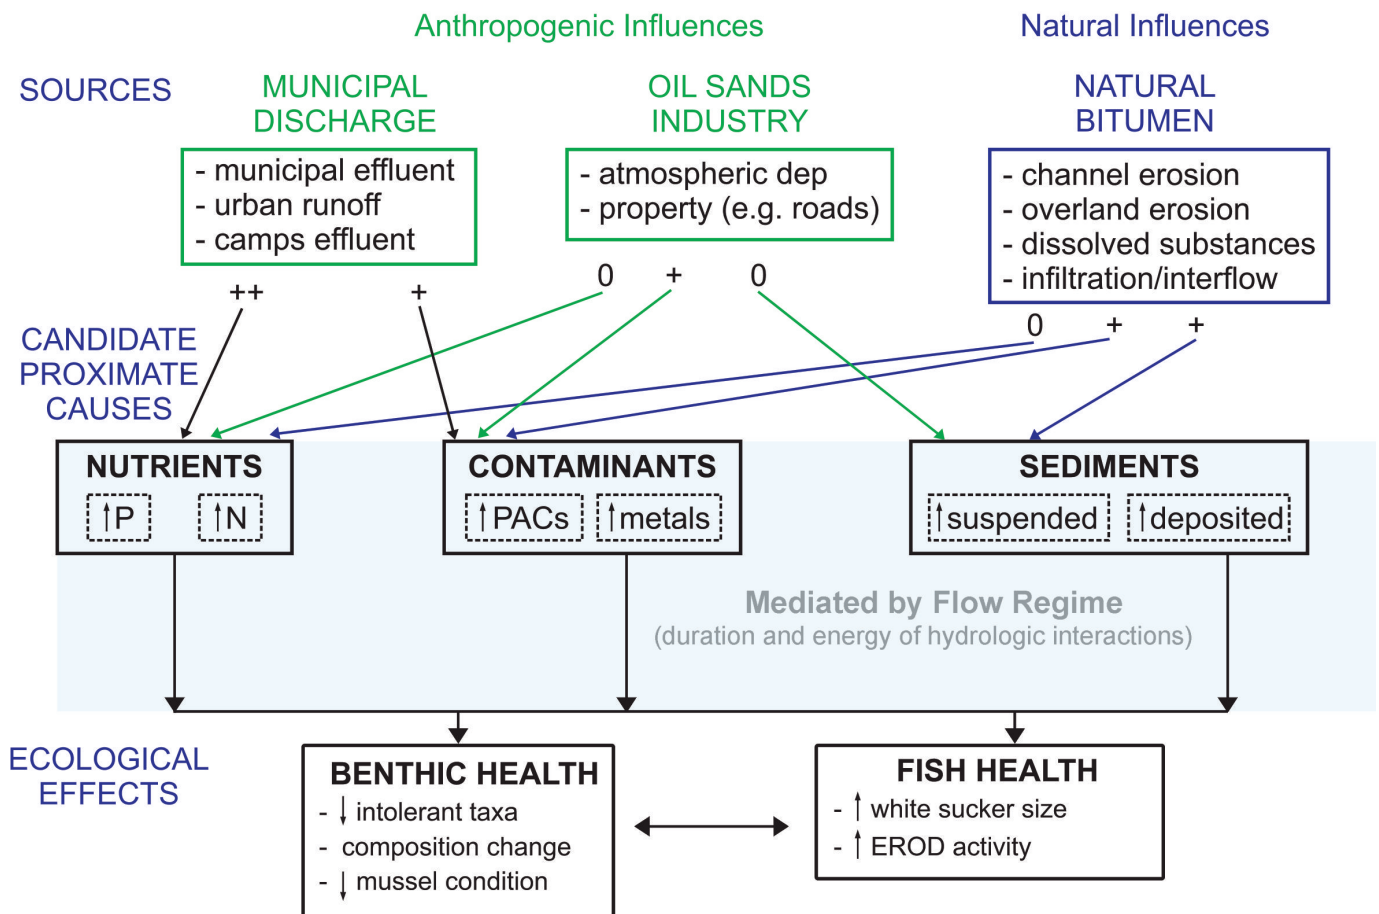 Anthropogenic Influences
Natural Influences
SOURCES
MUNICIPAL
DISCHARGE
OIL SANDS
INDUSTRY
NATURAL
BITUMEN
- municipal effluent
- urban runoff
- camps effluent
- atmospheric dep
- property (e.g. roads)
- channel erosion
- overland erosion
- dissolved substances
- infiltration/interflow
++
+
0
+
0
0
+
+
CANDIDATE
PROXIMATE
CAUSES
NUTRIENTS
↑P
↑N
CONTAMINANTS
↑PACs
↑metals
SEDIMENTS
↑suspended
↑deposited
Mediated by Flow Regime
(duration and energy of hydrologic interactions)
ECOLOGICAL
EFFECTS
BENTHIC HEALTH
- ↓ intolerant taxa
- composition change
- ↓ mussel condition
FISH HEALTH
- ↑ white sucker size
- ↑ EROD activity